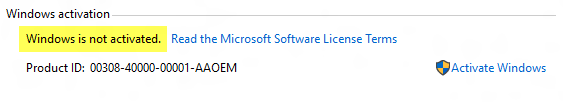 Windows activation
Windows is not activated. Read the Microsoft Software License Terms
Product ID: 00308-40000-00001-AAOEM Activate Windows